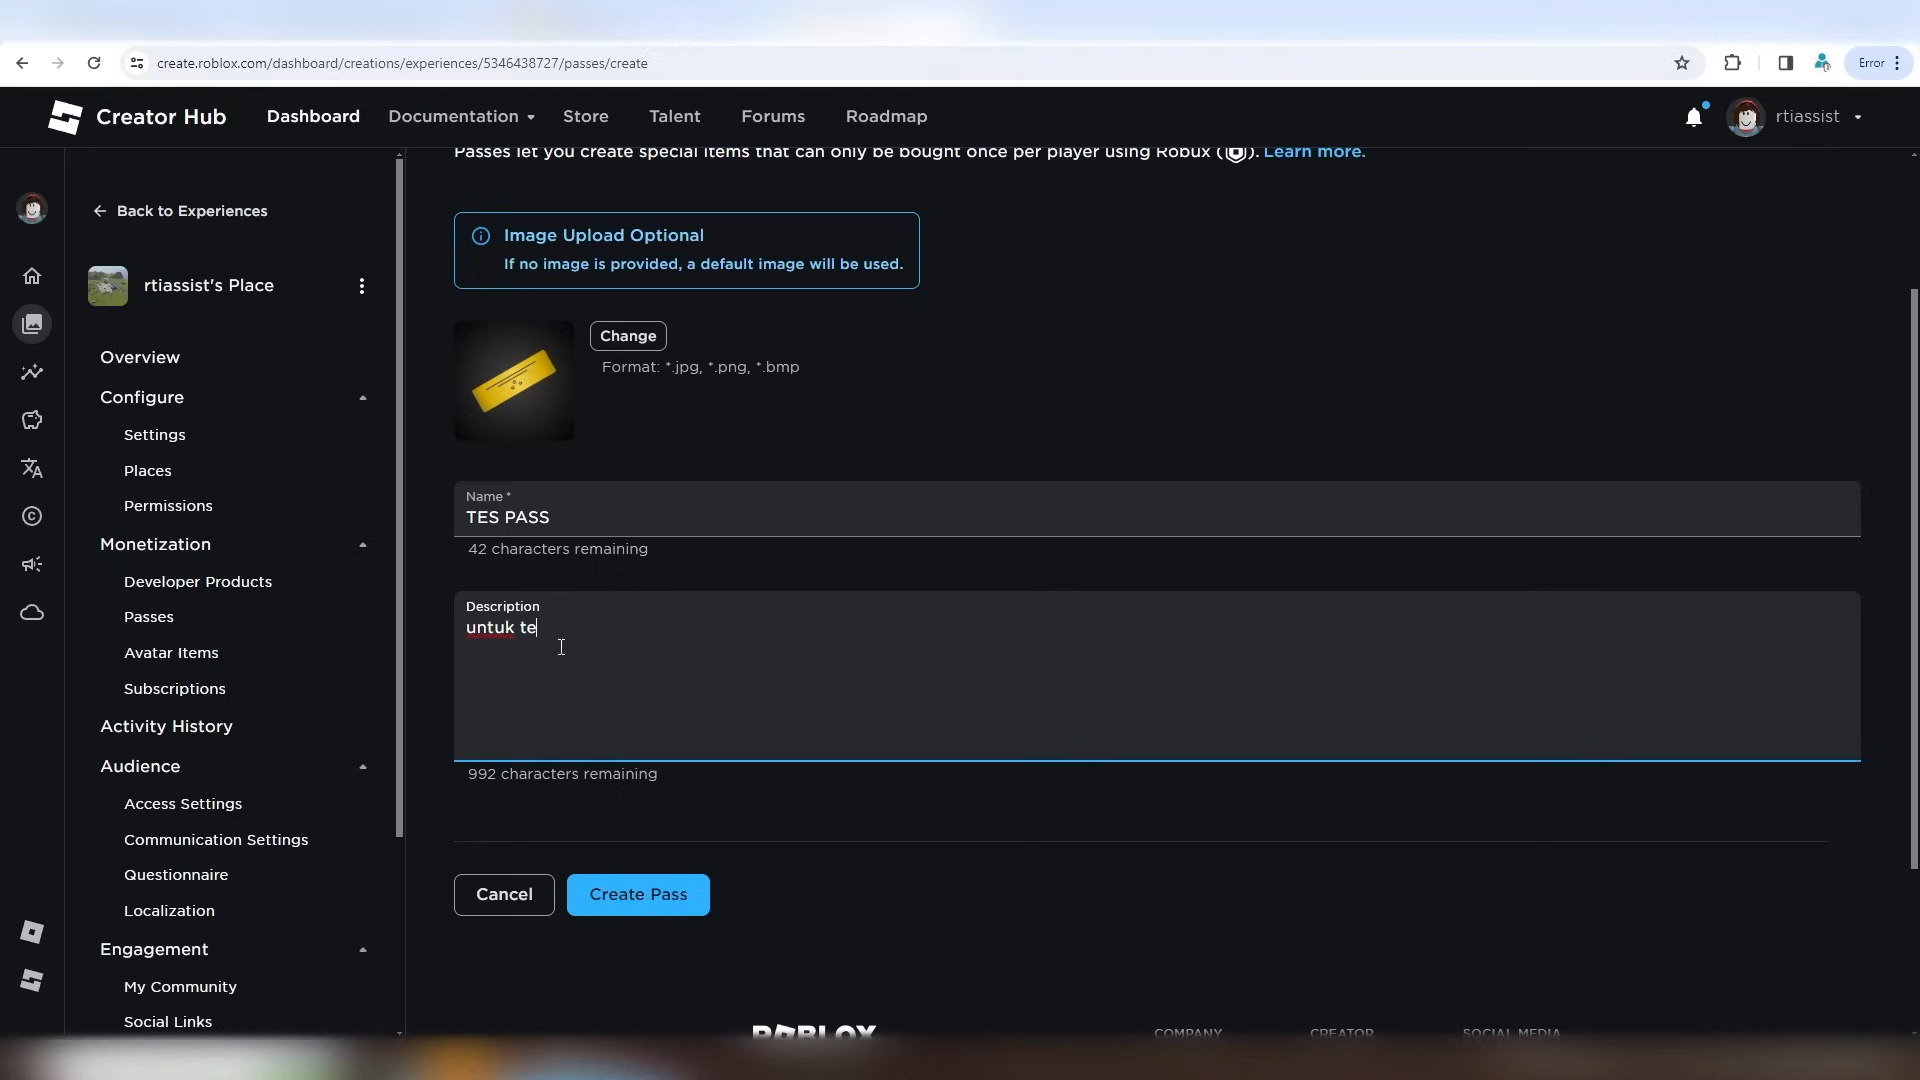 create.roblox.com/dashboard/creations/experiences/5346438727/passes/create
Error
Creator Hub
Dashboard
Documentation
Store
Talent
Forums
Roadmap
rtiassist
Passes let you create special items that can only be bought once per player using Robux ( ). Learn more.
Back to Experiences
rtiassist's Place
Overview
Configure
Settings
Places
Permissions
Monetization
Developer Products
Passes
Avatar Items
Subscriptions
Activity History
Audience
Access Settings
Communication Settings
Questionnaire
Localization
Engagement
My Community
Social Links
Image Upload Optional
If no image is provided, a default image will be used.
Change
Format: *.jpg, *.png, *.bmp
Name *
TES PASS
42 characters remaining
Description
untuk te
992 characters remaining
Cancel
Create Pass
ROBLOX
COMPANY
CREATOR
SOCIAL MEDIA